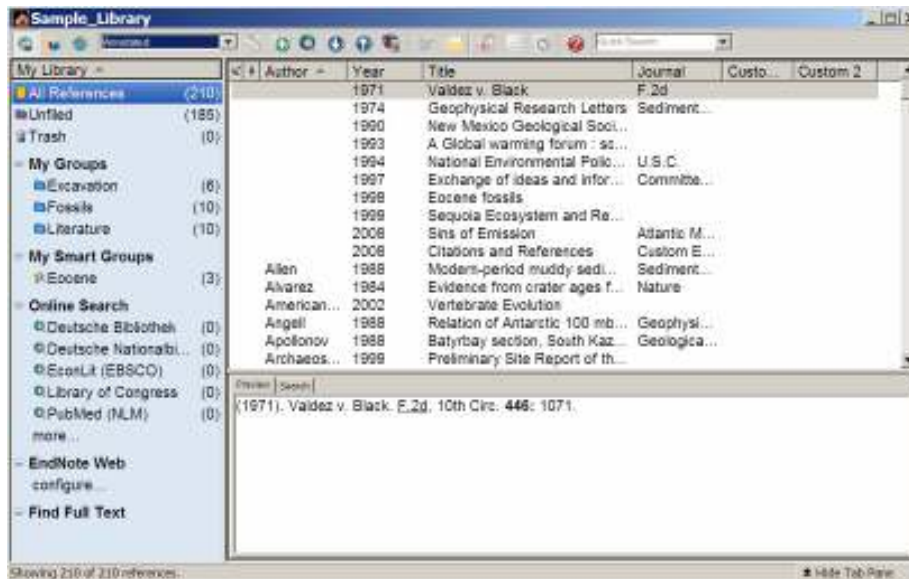 Sample_Library
Annotated
Quick Search
My Library
All References (210)
Unfiled (185)
Trash (0)
My Groups
Excavation (6)
Fossils (10)
Literature (10)
My Smart Groups
Eocene (3)
Online Search
Deutsche Bibliothek (0)
Deutsche Nationalbi... (0)
EconLit (EBSCO) (0)
Library of Congress (0)
PubMed (NLM) (0)
more...
EndNote Web
configure...
Find Full Text
Author Year Title Journal Custo... Custom 2
1971 Valdez v. Black F.2d
1974 Geophysical Research Letters Sediment...
1990 New Mexico Geological Soci...
1993 A Global warming forum : sc...
1994 National Environmental Polic... U.S.C.
1997 Exchange of ideas and infor... Committe...
1998 Eocene fossils
1999 Sequoia Ecosystem and Re...
2008 Sins of Emission Atlantic M...
2008 Citations and References Custom E...
Allen 1988 Modern-period muddy sedi... Sediment...
Alvarez 1984 Evidence from crater ages f... Nature
American... 2002 Vertebrate Evolution
Angell 1988 Relation of Antarctic 100 mb... Geophysi...
Apollonov 1988 Batyrbay section, South Kaz... Geologica...
Archaeos... 1999 Preliminary Site Report of th...
Preview Search
(1971). Valdez v. Black. F.2d, 10th Circ. 446: 1071.
Showing 210 of 210 references.
Hide Tab Pane